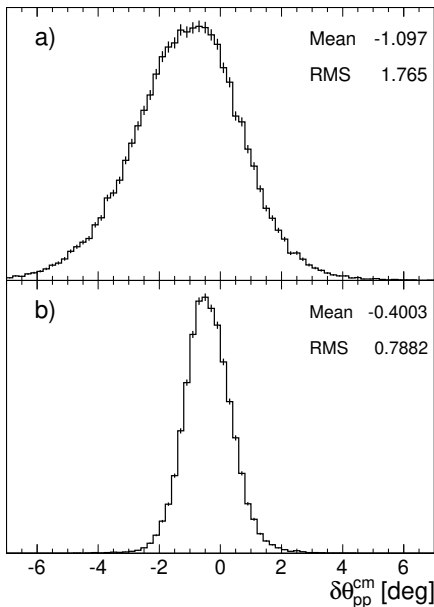 a)
Mean -1.097
RMS 1.765
b)
Mean -0.4003
RMS 0.7882
-6 -4 -2 0 2 4 6
δθ^cm_pp [deg]